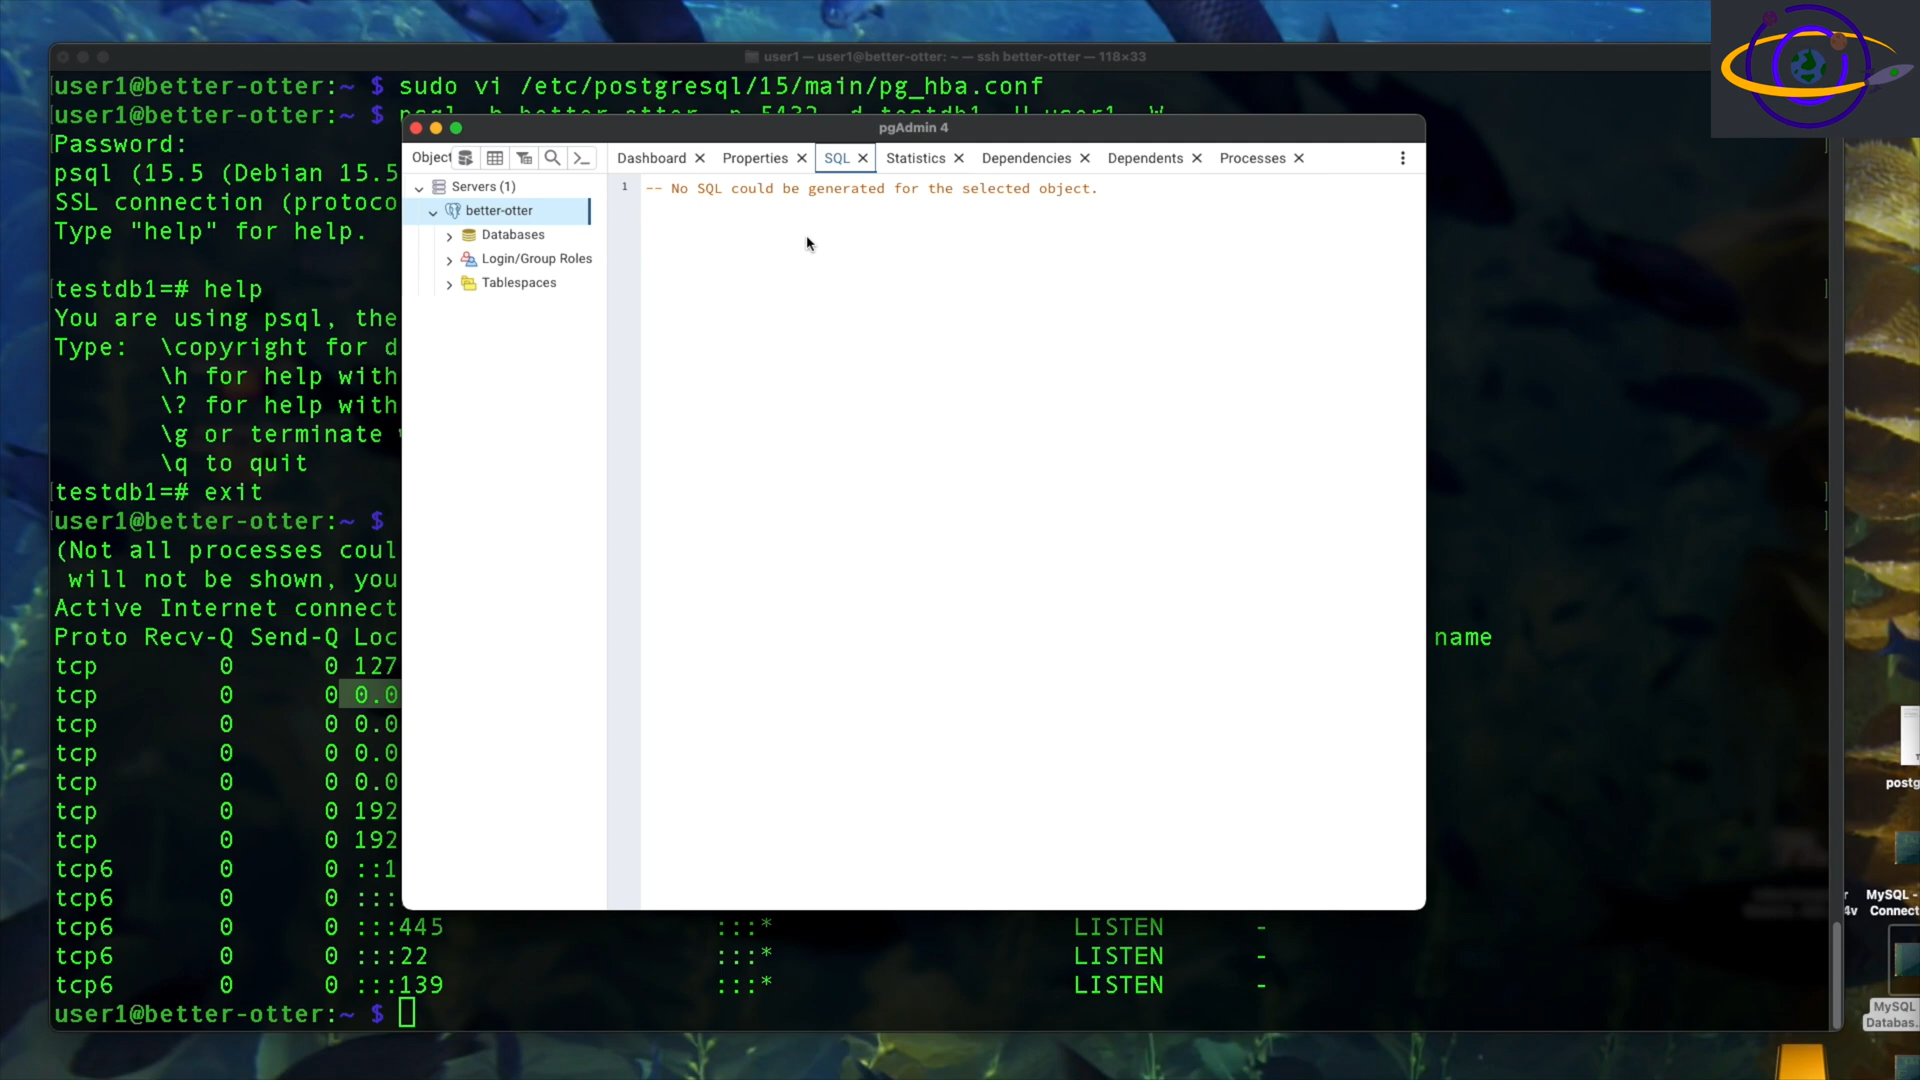 user1 — user1@better-otter: ~ — ssh better-otter — 118×33
user1@better-otter:~ $ sudo vi /etc/postgresql/15/main/pg_hba.conf
user1@better-otter:~ $ psql -h better-otter -p 5432 -d testdb1 -U user1 -W
Password:
psql (15.5 (Debian 15.5
SSL connection (protoco
Type "help" for help.
testdb1=# help
You are using psql, the
Type: \copyright for d
\h for help with
\? for help with
\g or terminate
\q to quit
testdb1=# exit
user1@better-otter:~ $
(Not all processes coul
will not be shown, you
Active Internet connect
Proto Recv-Q Send-Q Loc
name
tcp 0 0 127
tcp 0 0 0.0
tcp 0 0 0.0
tcp 0 0 0.0
tcp 0 0 0.0
tcp 0 0 192
tcp 0 0 192
tcp6 0 0 ::1
tcp6 0 0 :::
tcp6 0 0 :::445 :::* LISTEN -
tcp6 0 0 :::22 :::* LISTEN -
tcp6 0 0 :::139 :::* LISTEN -
user1@better-otter:~ $
pgAdmin 4
Object
Dashboard Properties SQL Statistics Dependencies Dependents Processes
Servers (1)
better-otter
Databases
Login/Group Roles
Tablespaces
1 -- No SQL could be generated for the selected object.
postg
MySQL -
4v Connect
MySQL
Databas...